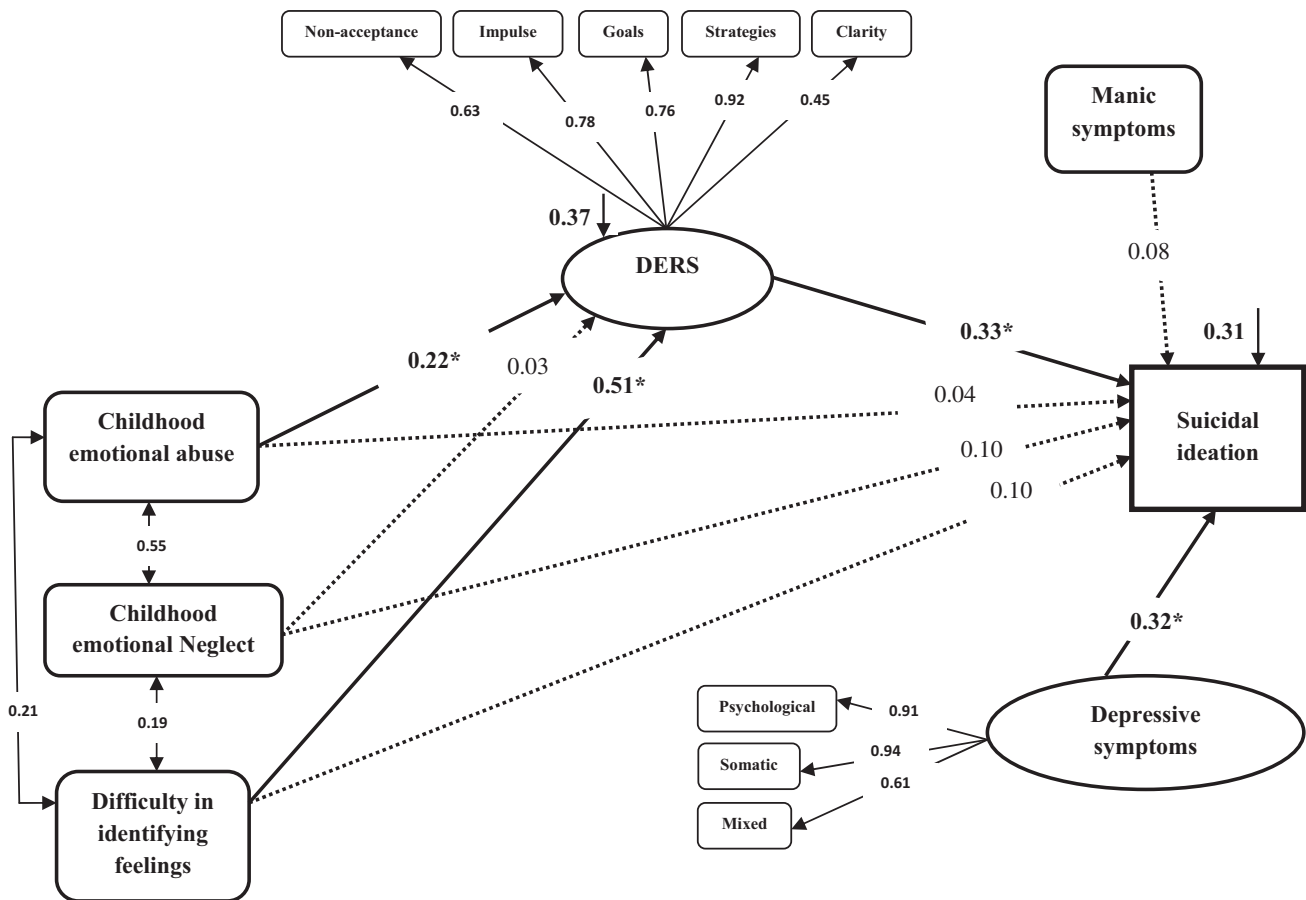 Non-acceptance
Impulse
Goals
Strategies
Clarity
0.63
0.78
0.76
0.92
0.45
Manic
symptoms
0.37
DERS
0.08
0.22*
0.03
0.51*
0.33*
0.31
0.04
Childhood
emotional abuse
Suicidal
ideation
0.10
0.10
0.55
Childhood
emotional Neglect
0.32*
0.21
0.19
Psychological
0.91
Depressive
symptoms
Somatic
0.94
0.61
Mixed
Difficulty in
identifying
feelings